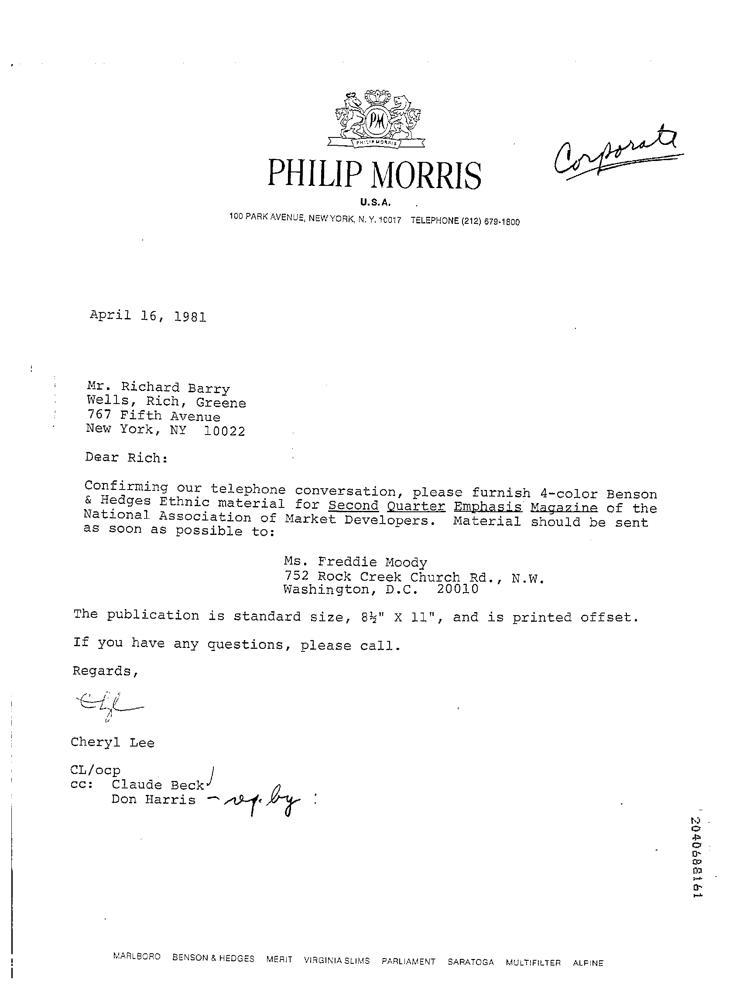 PM
PHILIP MORRIS
Corporate
PHILIP MORRIS
U.S.A.
100 PARK AVENUE, NEW YORK, N. Y. 10017 TELEPHONE (212) 679-1800
April 16, 1981
Mr. Richard Barry
Wells, Rich, Greene
767 Fifth Avenue
New York, NY 10022
Dear Rich:
Confirming our telephone conversation, please furnish 4-color Benson
& Hedges Ethnic material for Second Quarter Emphasis Magazine of the
National Association of Market Developers. Material should be sent
as soon as possible to:
Ms. Freddie Moody
752 Rock Creek Church Rd., N.W.
Washington, D.C. 20010
The publication is standard size, 8½" X 11", and is printed offset.
If you have any questions, please call.
Regards,
Cheryl Lee
CL/ocp
cc: Claude Beck
Don Harris - rep. by :
2040688161
MARLBORO BENSON & HEDGES MERIT VIRGINIA SLIMS PARLIAMENT SARATOGA MULTIFILTER ALPINE